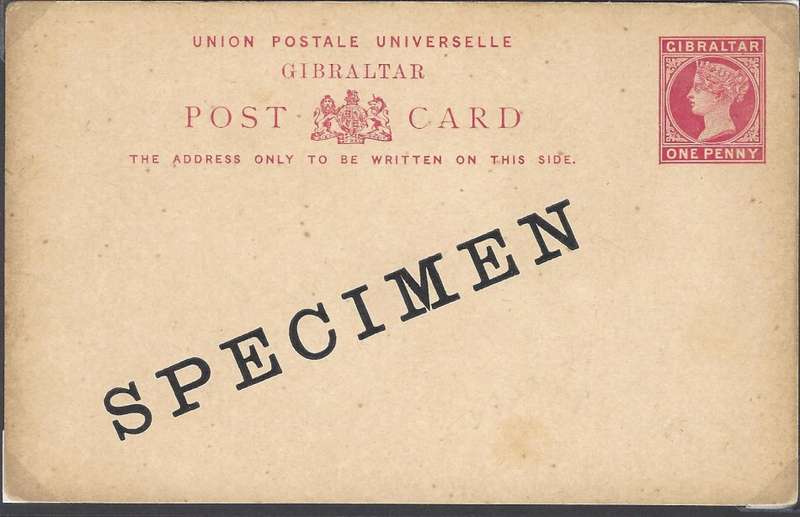 UNION POSTALE UNIVERSELLE
GIBRALTAR
POST CARD
THE ADDRESS ONLY TO BE WRITTEN ON THIS SIDE.
GIBRALTAR
ONE PENNY
SPECIMEN